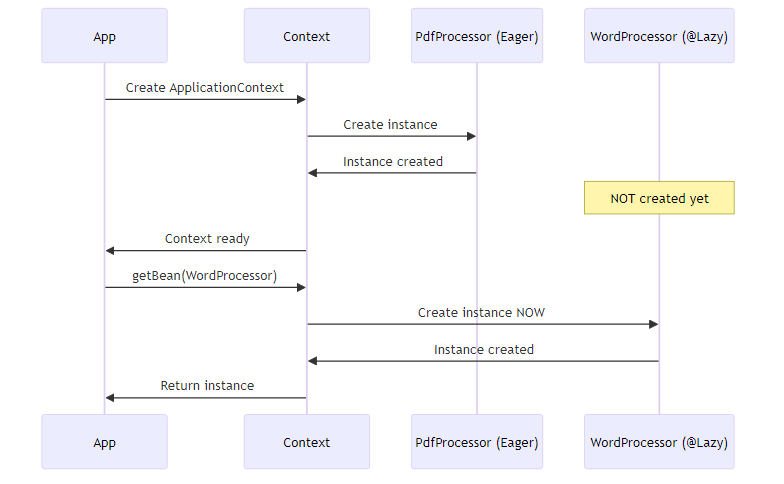 App
Context
PdfProcessor (Eager)
WordProcessor (@Lazy)
Create ApplicationContext
Create instance
Instance created
NOT created yet
Context ready
getBean(WordProcessor)
Create instance NOW
Instance created
Return instance
App
Context
PdfProcessor (Eager)
WordProcessor (@Lazy)